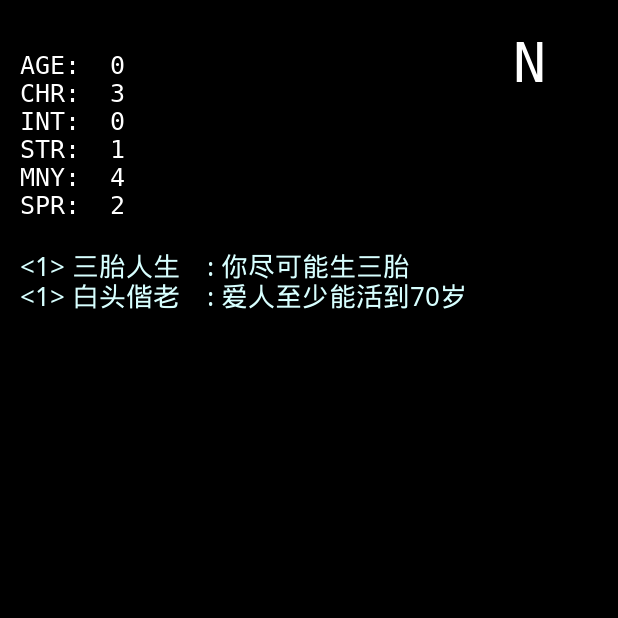 N
AGE: 0
CHR: 3
INT: 0
STR: 1
MNY: 4
SPR: 2
<1> 三胎人生 : 你尽可能生三胎
<1> 白头偕老 : 爱人至少能活到70岁